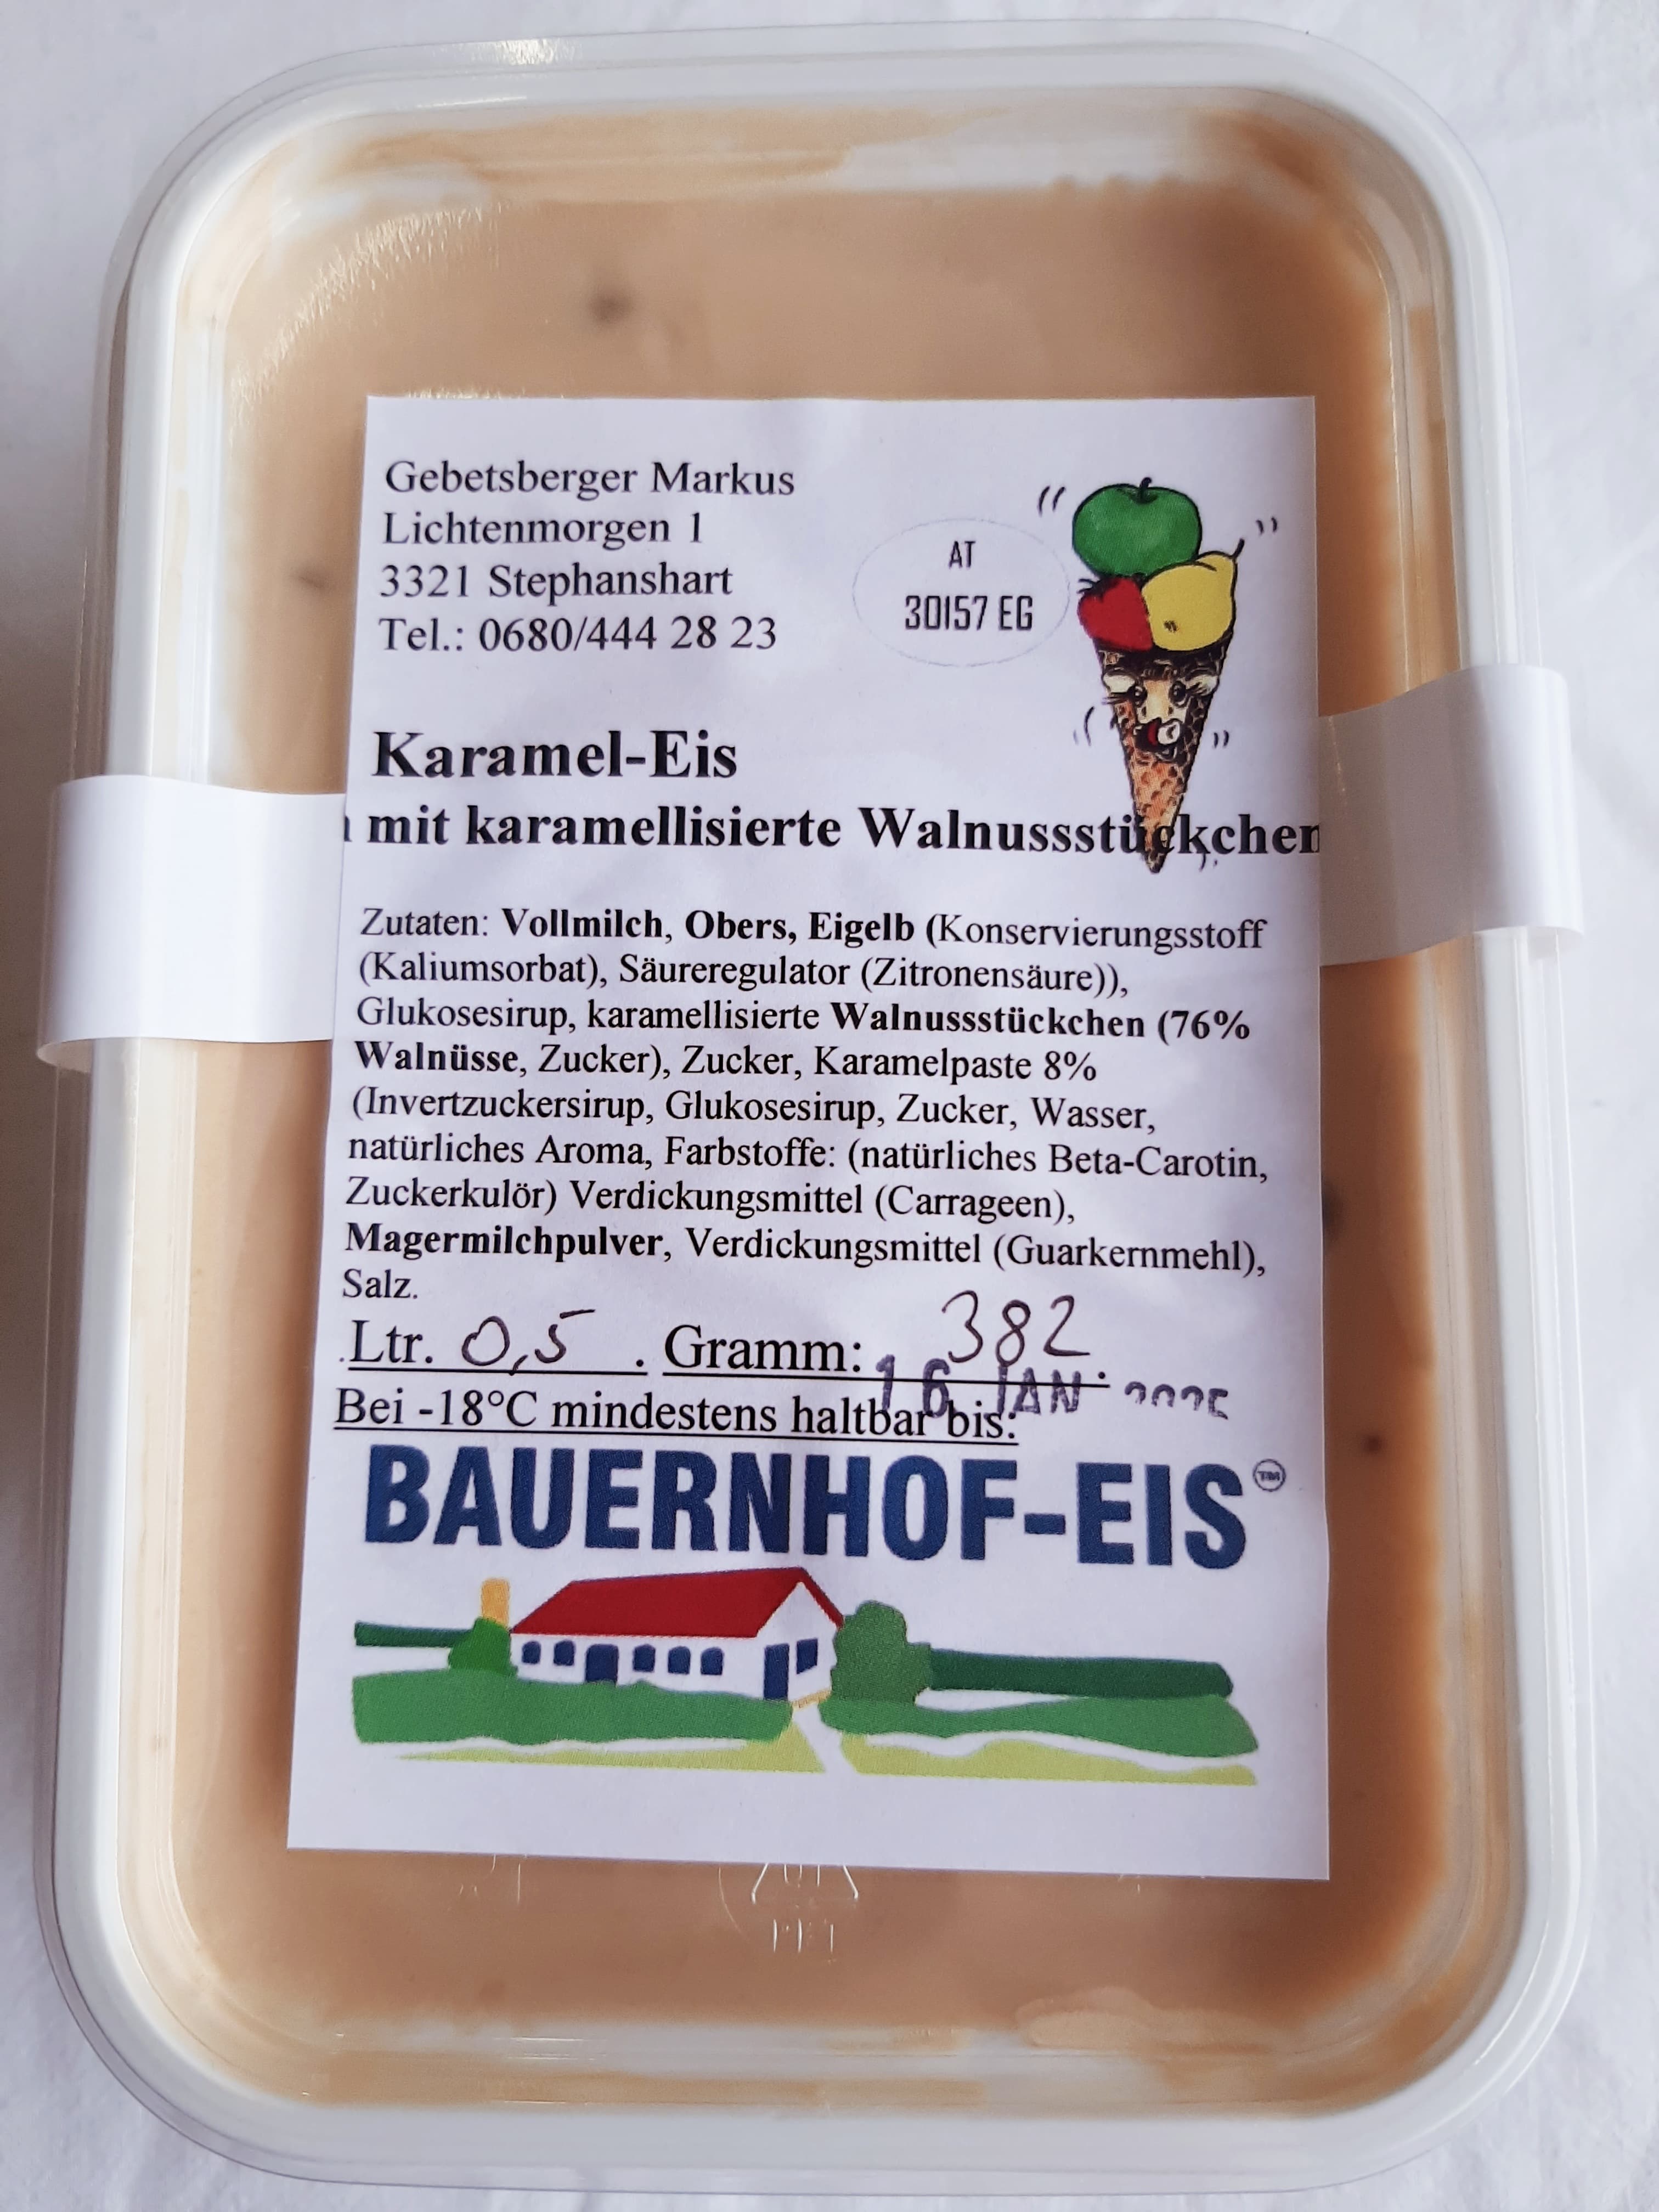 Gebetsberger Markus
Lichtenmorgen 1
3321 Stephanshart
Tel.: 0680/444 28 23
AT
30157 EG
Karamel-Eis
mit karamellisierte Walnussstückchen
Zutaten: Vollmilch, Obers, Eigelb (Konservierungsstoff
(Kaliumsorbat), Säureregulator (Zitronensäure)),
Glukosesirup, karamellisierte Walnussstückchen (76%
Walnüsse, Zucker), Zucker, Karamelpaste 8%
(Invertzuckersirup, Glukosesirup, Zucker, Wasser,
natürliches Aroma, Farbstoffe: (natürliches Beta-Carotin,
Zuckerkulör) Verdickungsmittel (Carrageen),
Magermilchpulver, Verdickungsmittel (Guarkernmehl),
Salz.
.Ltr. 0,5 . Gramm: 382.
Bei -18°C mindestens haltbar bis: 16 JAN
BAUERNHOF-EIS™